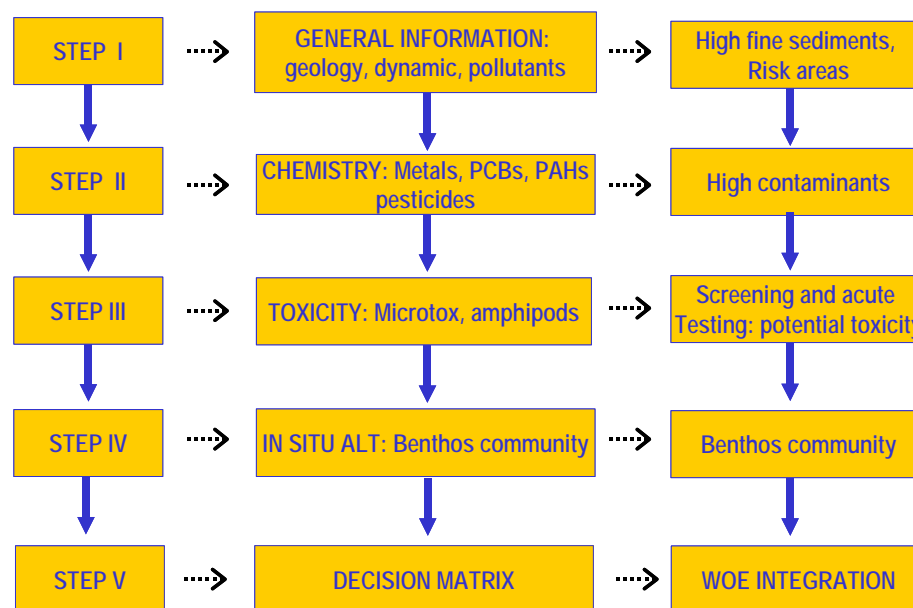 STEP I
GENERAL INFORMATION:
geology, dynamic, pollutants
High fine sediments,
Risk areas
STEP II
CHEMISTRY: Metals, PCBs, PAHs
pesticides
High contaminants
STEP III
TOXICITY: Microtox, amphipods
Screening and acute
Testing: potential toxicity
STEP IV
IN SITU ALT: Benthos community
Benthos community
STEP V
DECISION MATRIX
WOE INTEGRATION